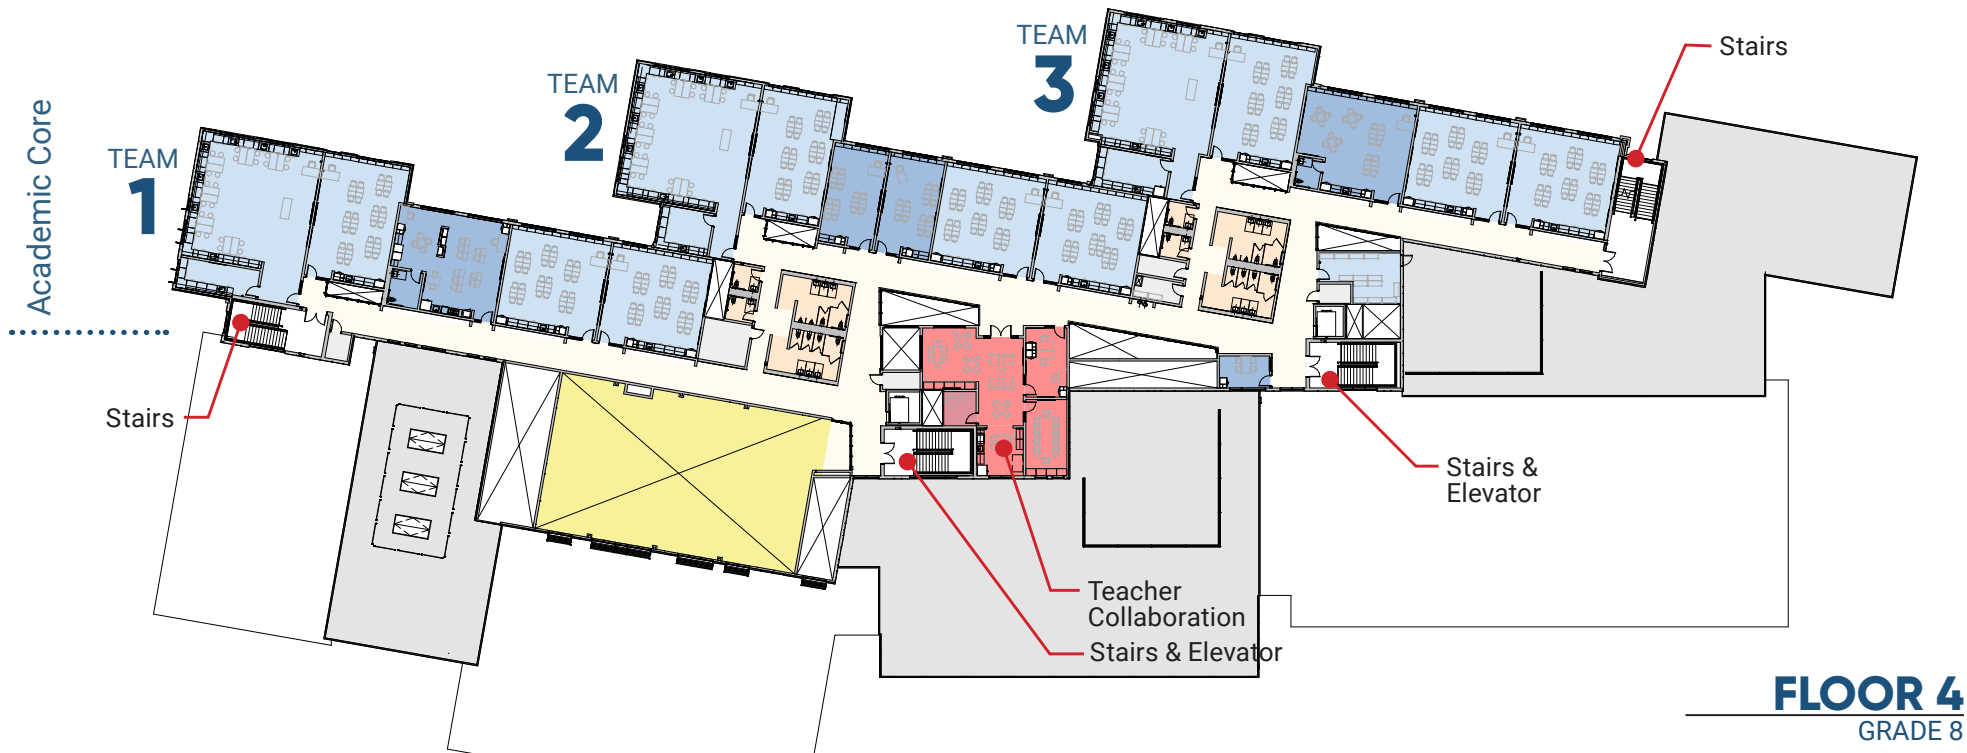 Academic Core
TEAM
1
TEAM
2
TEAM
3
Stairs
Stairs
Stairs &
Elevator
Teacher
Collaboration
Stairs & Elevator
FLOOR 4
GRADE 8